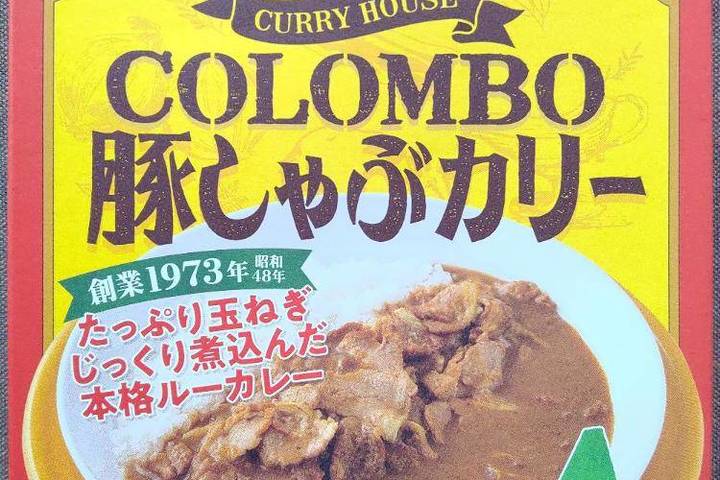 CURRY HOUSE
COLOMBO
豚しゃぶカリー
創業1973年 昭和48年
たっぷり玉ねぎ
じっくり煮込んだ
本格ルーカレー